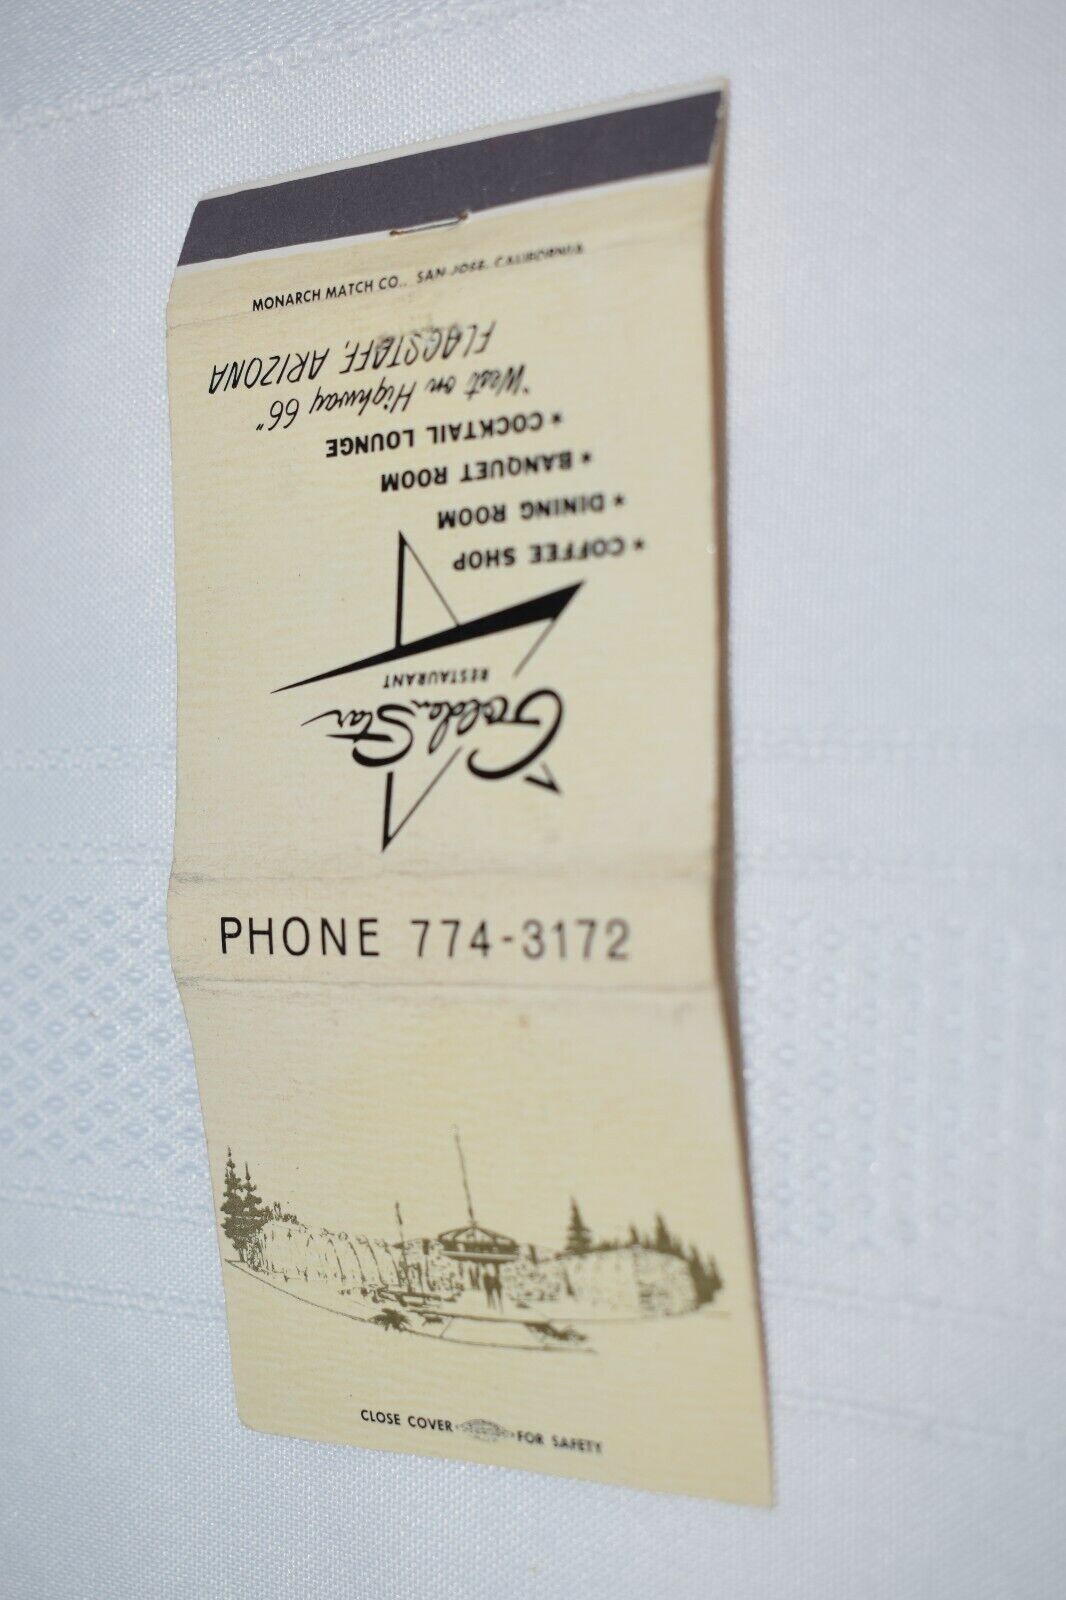 MONARCH MATCH CO., SAN JOSE, CALIFORNIA
Golden Star
RESTAURANT
* COFFEE SHOP
* DINING ROOM
* BANQUET ROOM
* COCKTAIL LOUNGE
"West on Highway 66"
FLAGSTAFF, ARIZONA
PHONE 774-3172
CLOSE COVER FOR SAFETY